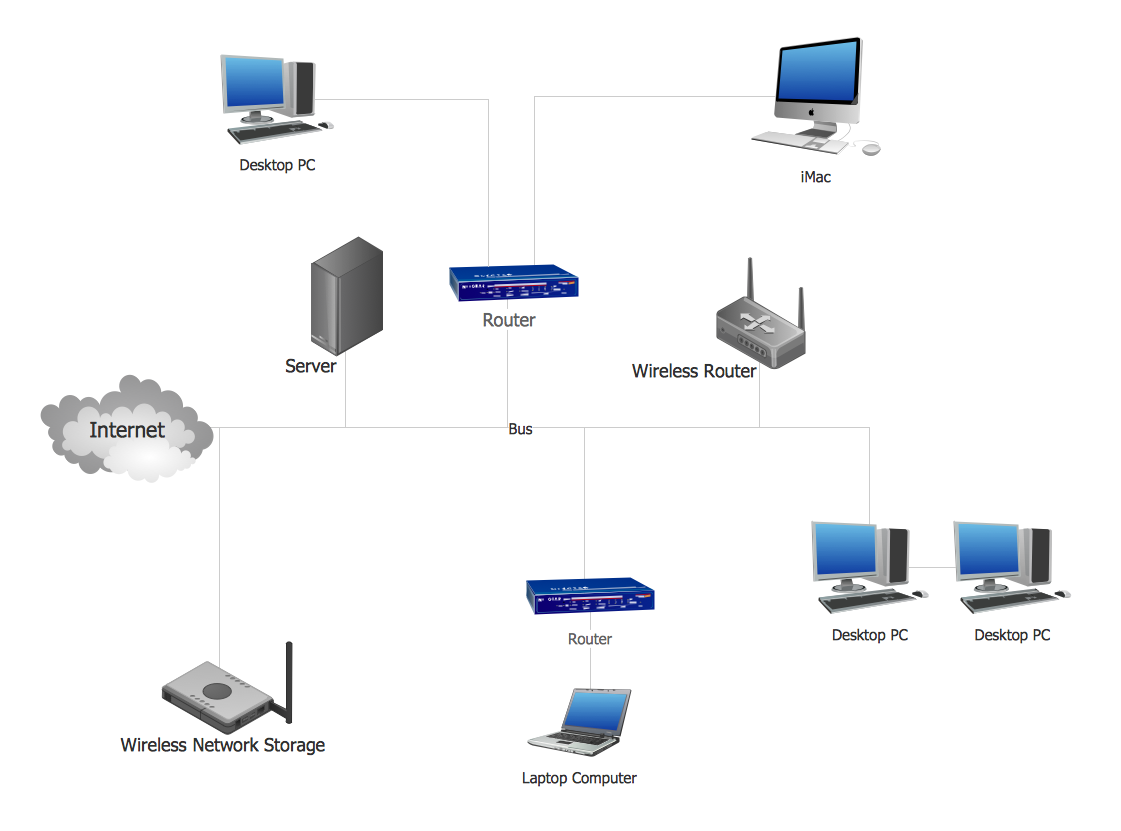 Desktop PC
iMac
Router
Server
Wireless Router
Internet
Bus
Router
Desktop PC
Desktop PC
Wireless Network Storage
Laptop Computer